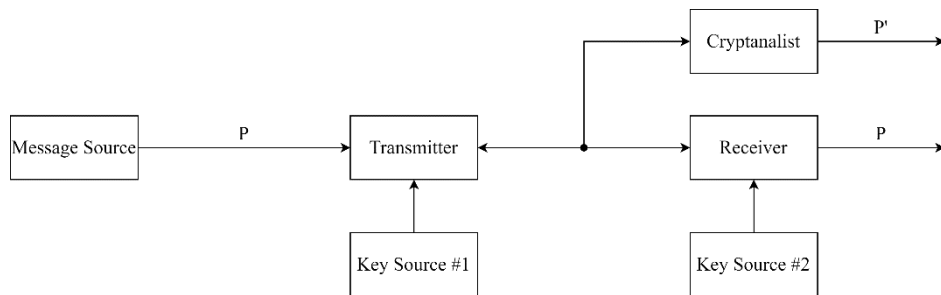 P'
Cryptanalist
P
P
Message Source
Transmitter
Receiver
Key Source #1
Key Source #2